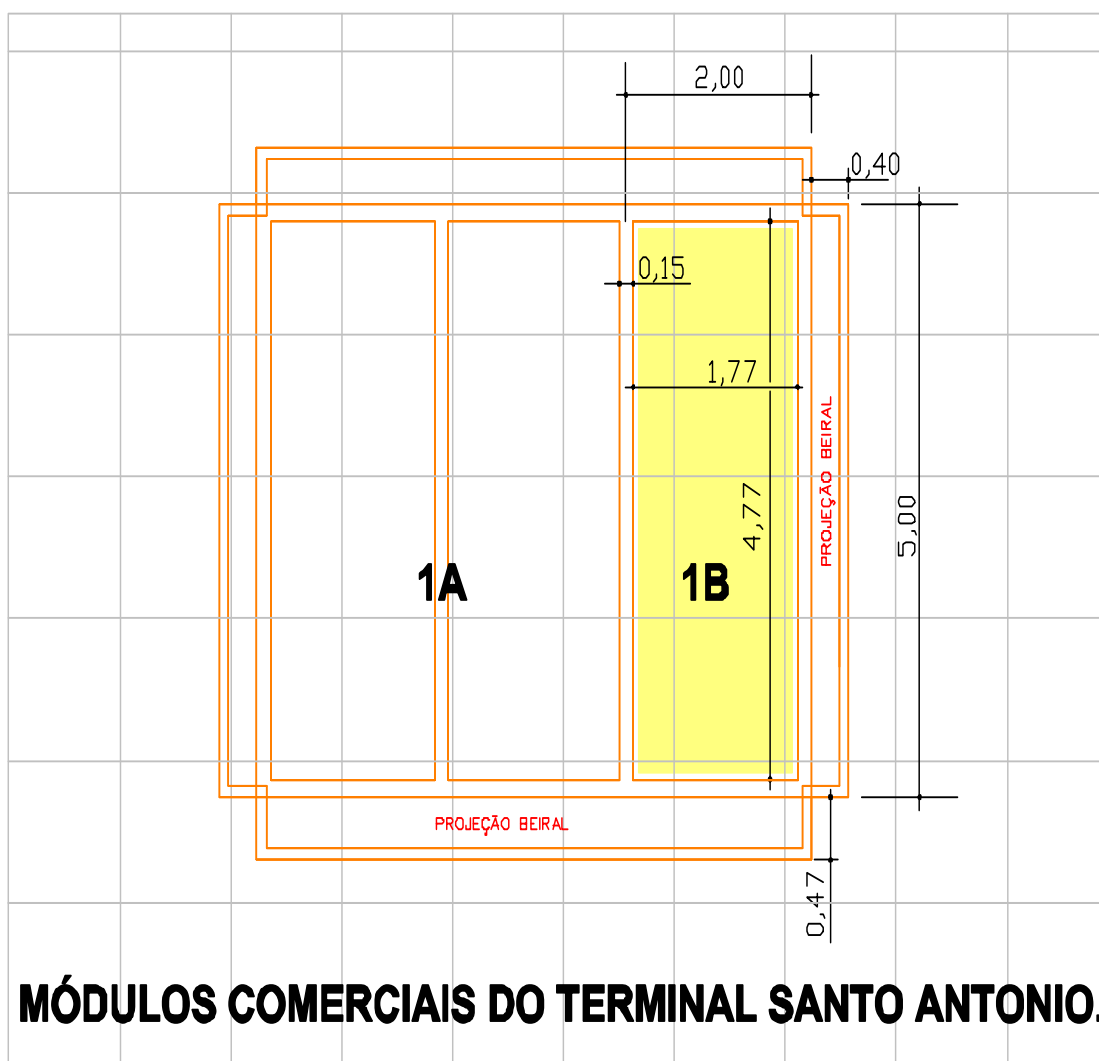 2,00
0,40
0,15
1,77
PROJEÇÃO BEIRAL
4,77
5,00
1A
1B
PROJEÇÃO BEIRAL
0,47
MÓDULOS COMERCIAIS DO TERMINAL SANTO ANTONIO.